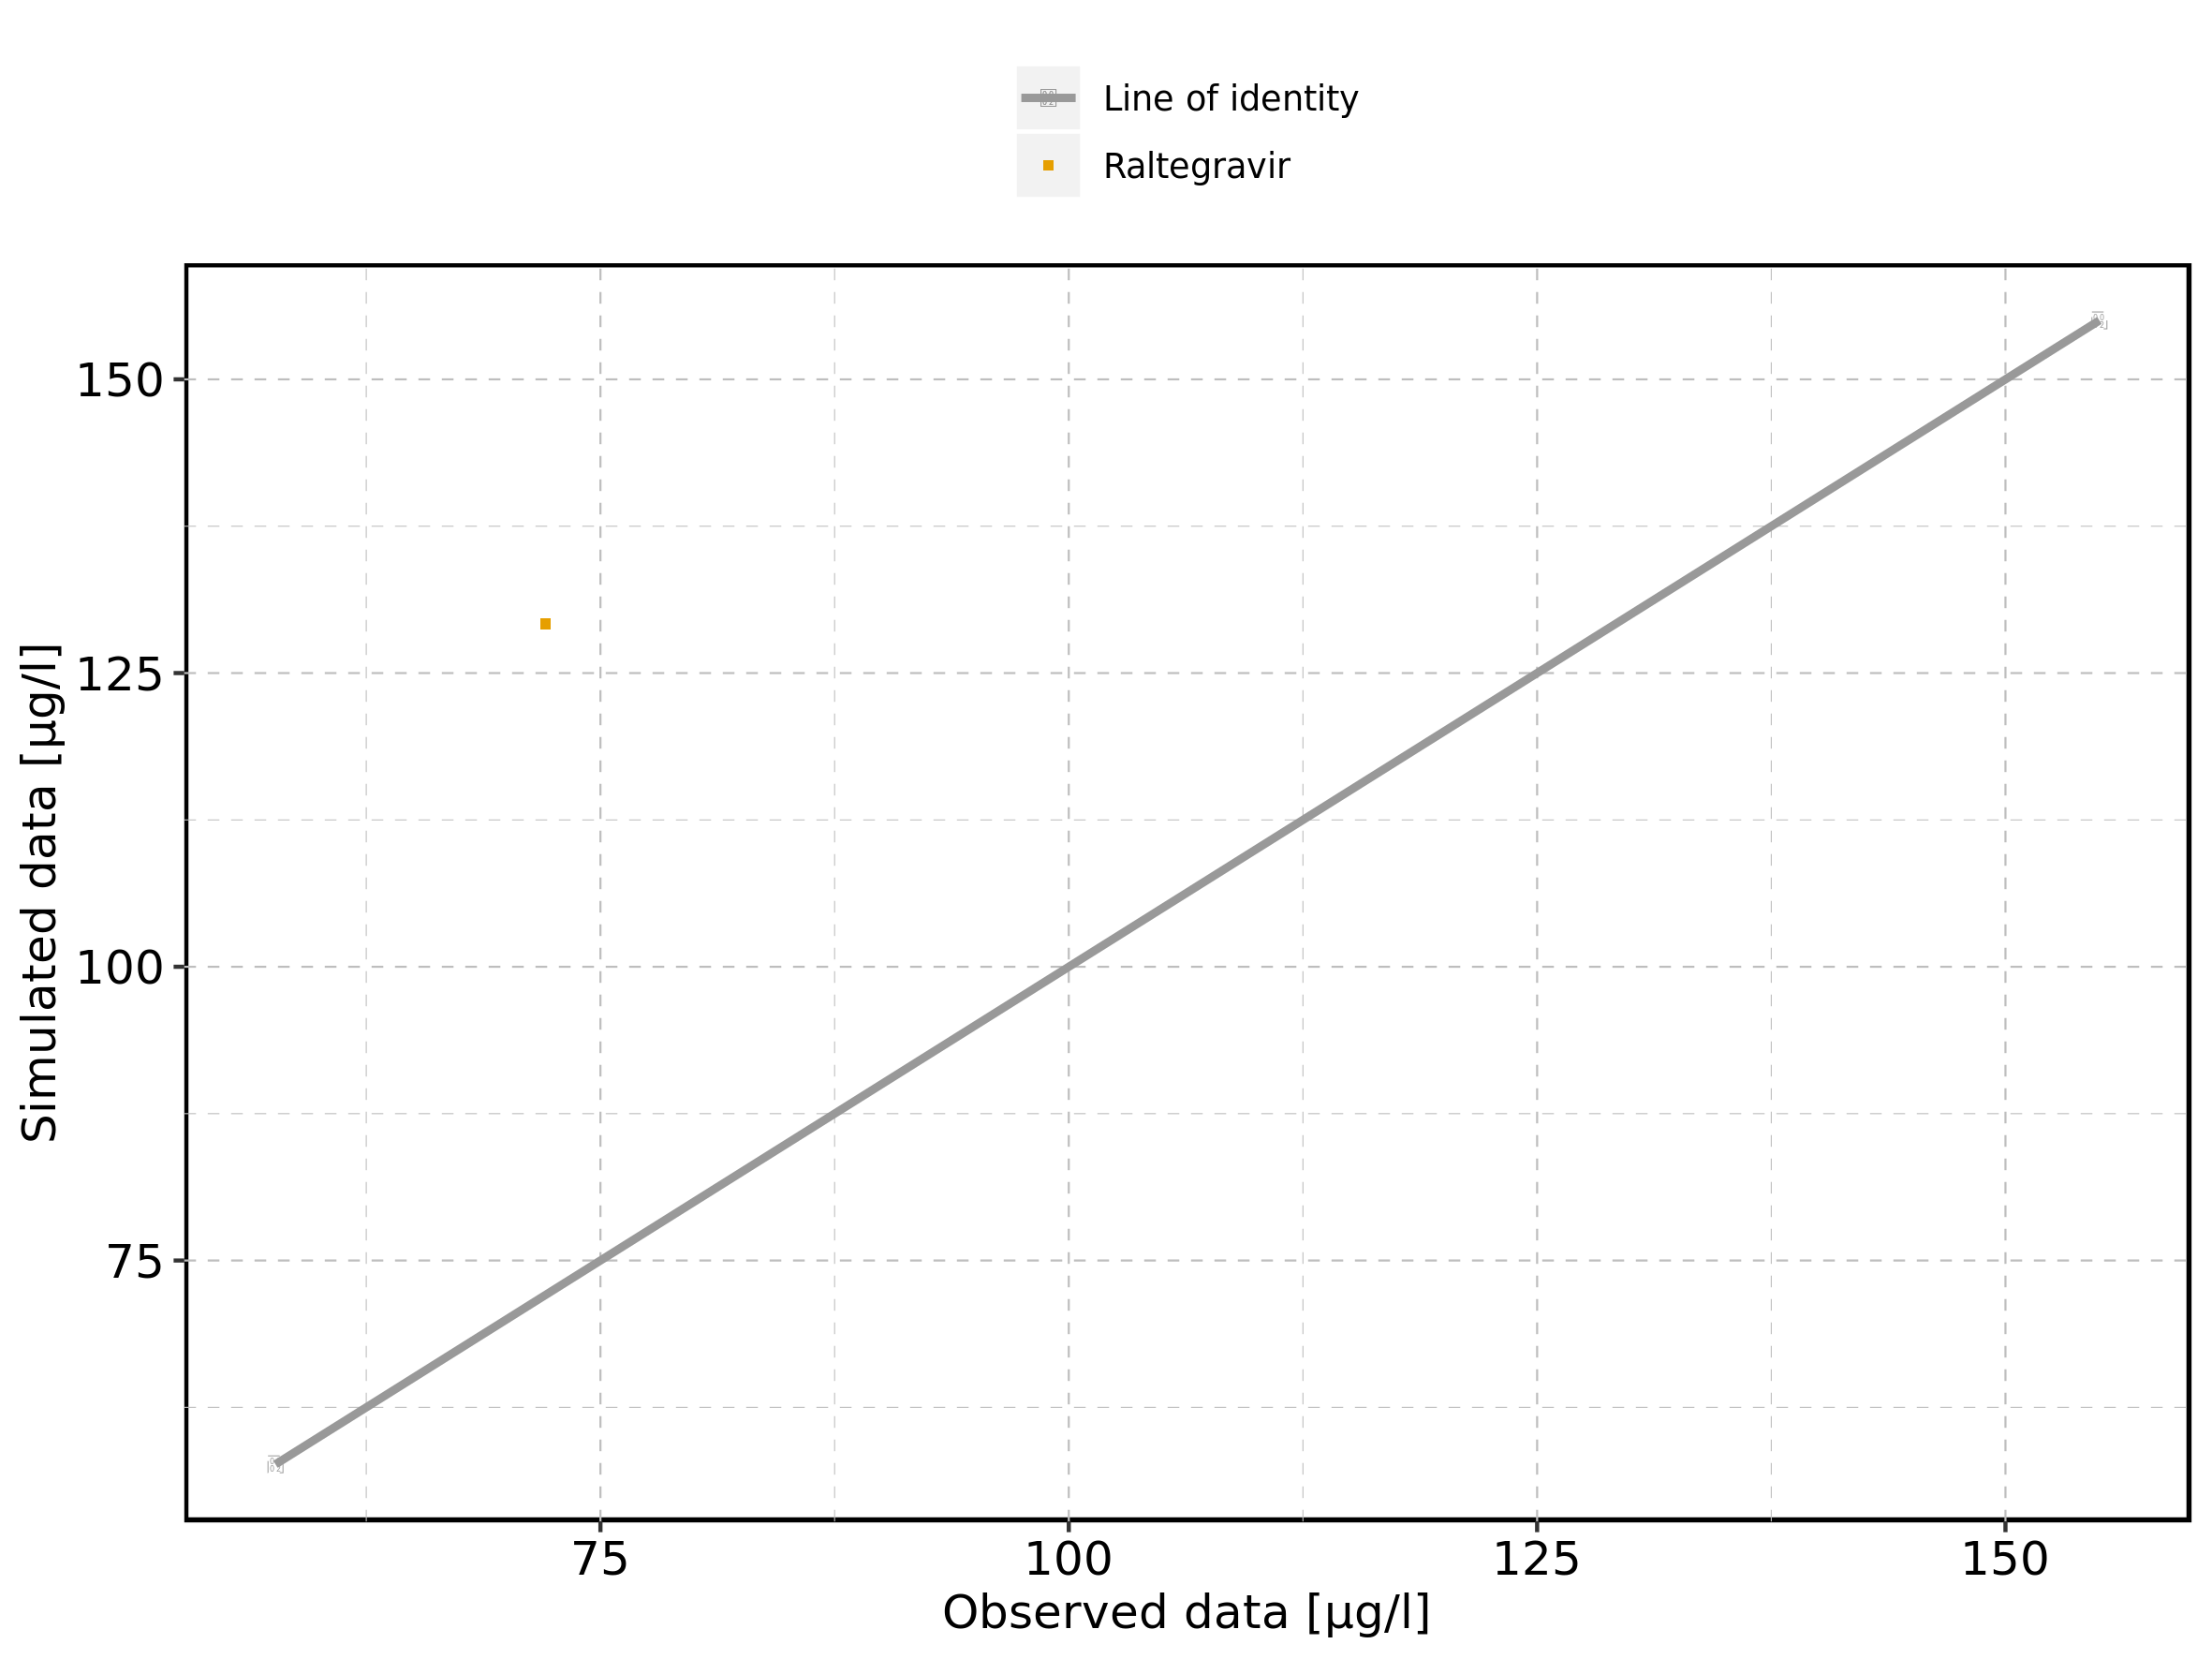 Line of identity
Raltegravir
150
125
100
75
Simulated data [µg/l]
75 100 125 150
Observed data [µg/l]